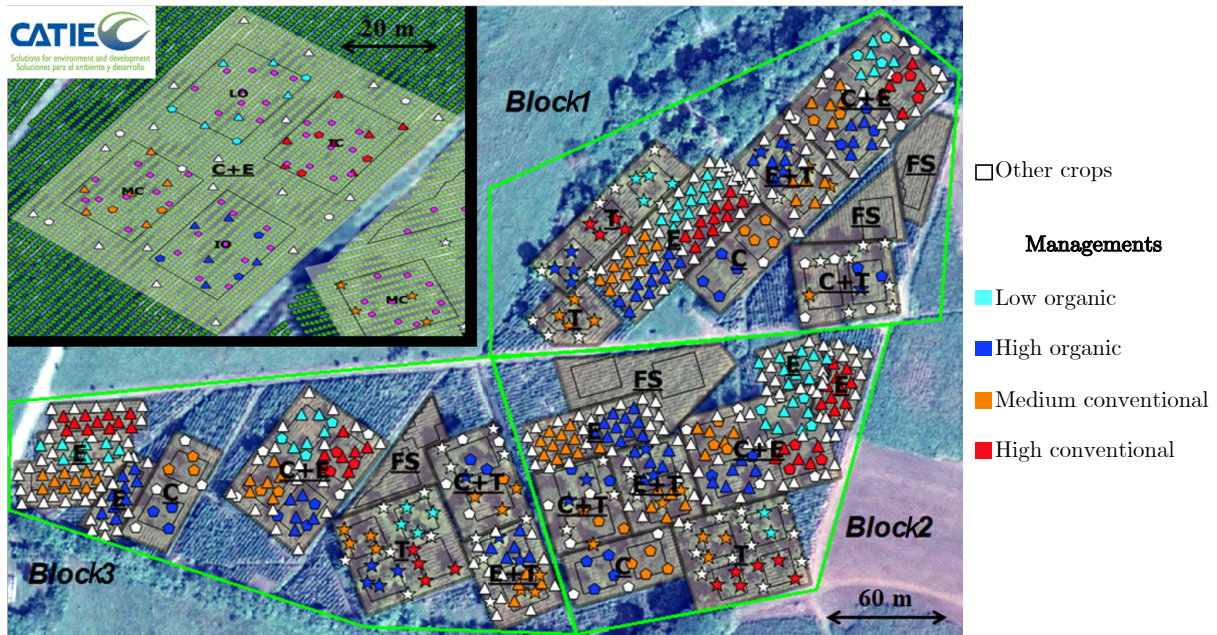 CATIE
Solutions for environment and development
Soluciones para el ambiente y desarrollo
20 m
LO
IC
C+E
MC
IO
MC
Block1
C+E
FS
E+T
FS
T
E
C
C+T
T
Other crops
Managements
Low organic
High organic
Medium conventional
High conventional
FS
E
E
E
C+E
E+T
C+T
C
T
Block2
60 m
E
E
C
C+E
FS
C+T
T
E+T
Block3